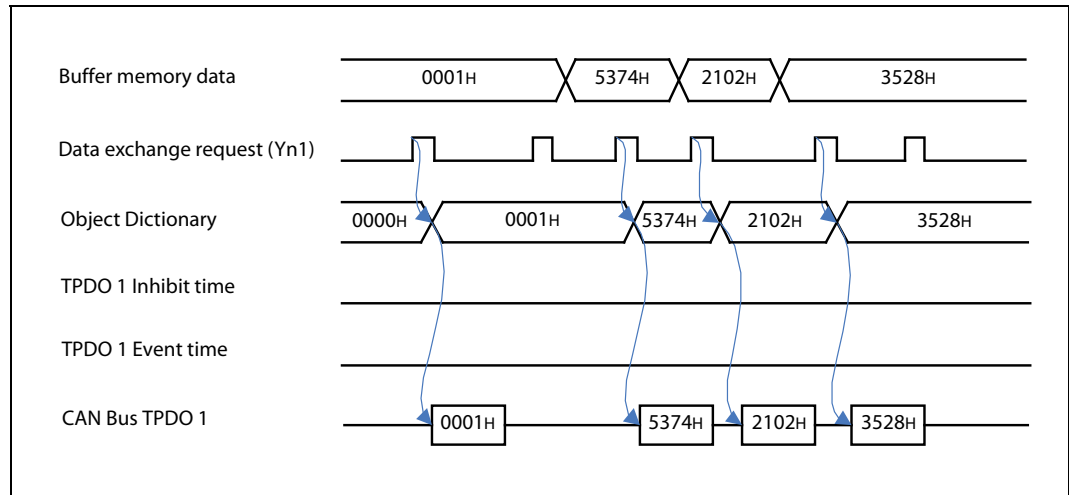 Buffer memory data 0001H 5374H 2102H 3528H
Data exchange request (Yn1)
Object Dictionary 0000H 0001H 5374H 2102H 3528H
TPDO 1 Inhibit time
TPDO 1 Event time
CAN Bus TPDO 1 0001H 5374H 2102H 3528H